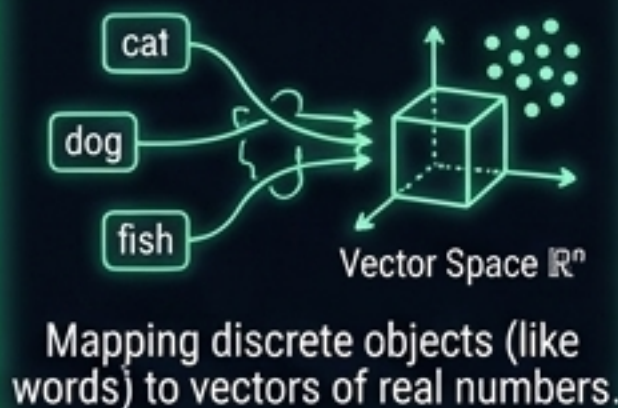 cat
dog
fish
Vector Space ℝⁿ
Mapping discrete objects (like
words) to vectors of real numbers.